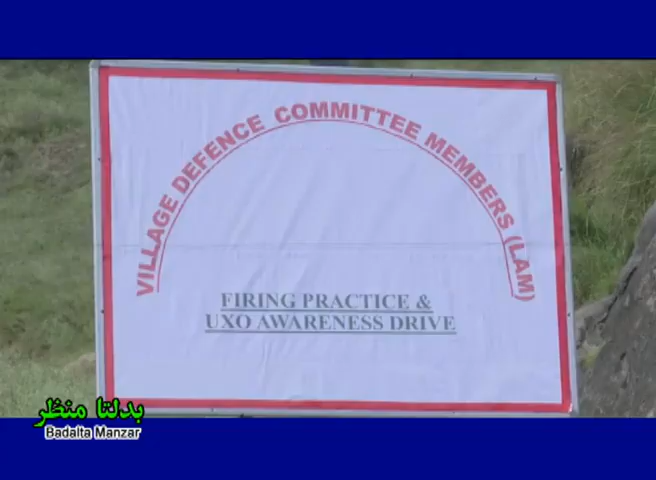 VILLAGE DEFENCE COMMITTEE MEMBERS (LAM)
FIRING PRACTICE &
UXO AWARENESS DRIVE
بدلتا منظر
Badalta Manzar